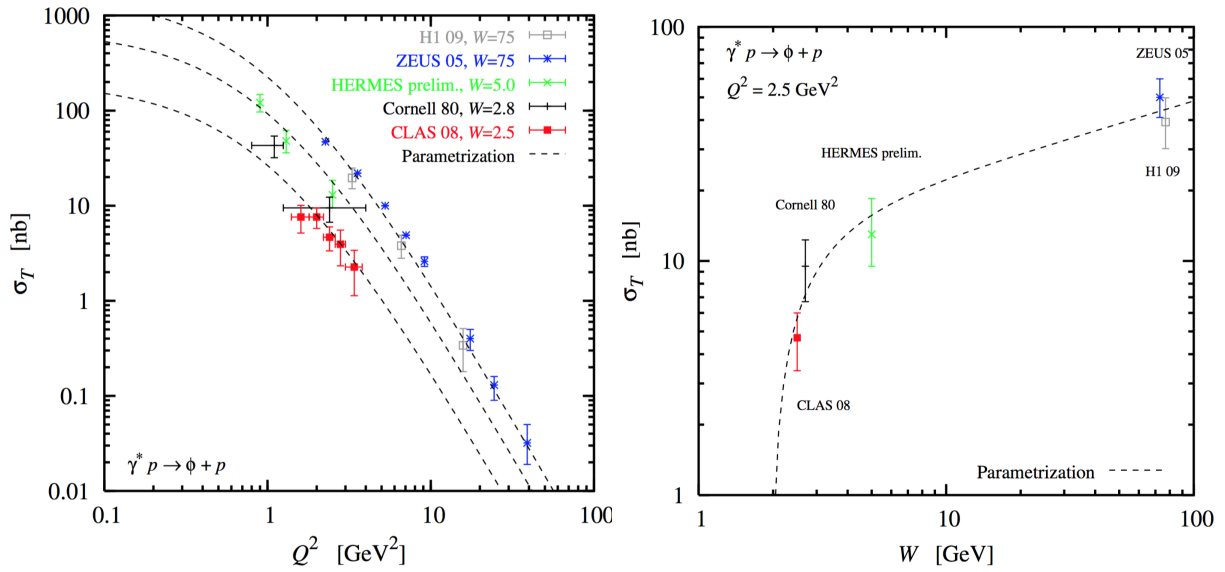 1000
100
10
1
0.1
0.01
σT [nb]
H1 09, W=75
ZEUS 05, W=75
HERMES prelim., W=5.0
Cornell 80, W=2.8
CLAS 08, W=2.5
Parametrization
γ* p → ϕ + p
0.1
1
10
100
Q² [GeV²]
100
10
1
σT [nb]
γ* p → ϕ + p
Q² = 2.5 GeV²
ZEUS 05
H1 09
HERMES prelim.
Cornell 80
CLAS 08
Parametrization
1
10
100
W [GeV]